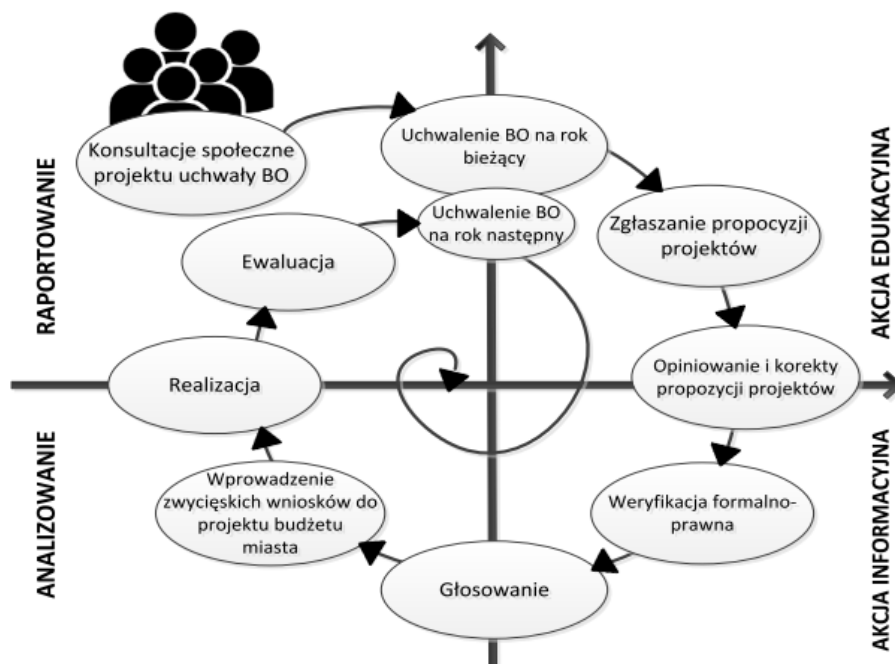 Konsultacje społeczne
projektu uchwały BO
Uchwalenie BO na rok
bieżący
Uchwalenie BO
na rok następny
Zgłaszanie propocyzji
projektów
Ewaluacja
Opiniowanie i korekty
propozycji projektów
Realizacja
Wprowadzenie
zwycięskich wniosków do
projektu budżetu
miasta
Weryfikacja formalno-
prawna
Głosowanie
RAPORTOWANIE
ANALIZOWANIE
AKCJA EDUKACYJNA
AKCJA INFORMACYJNA